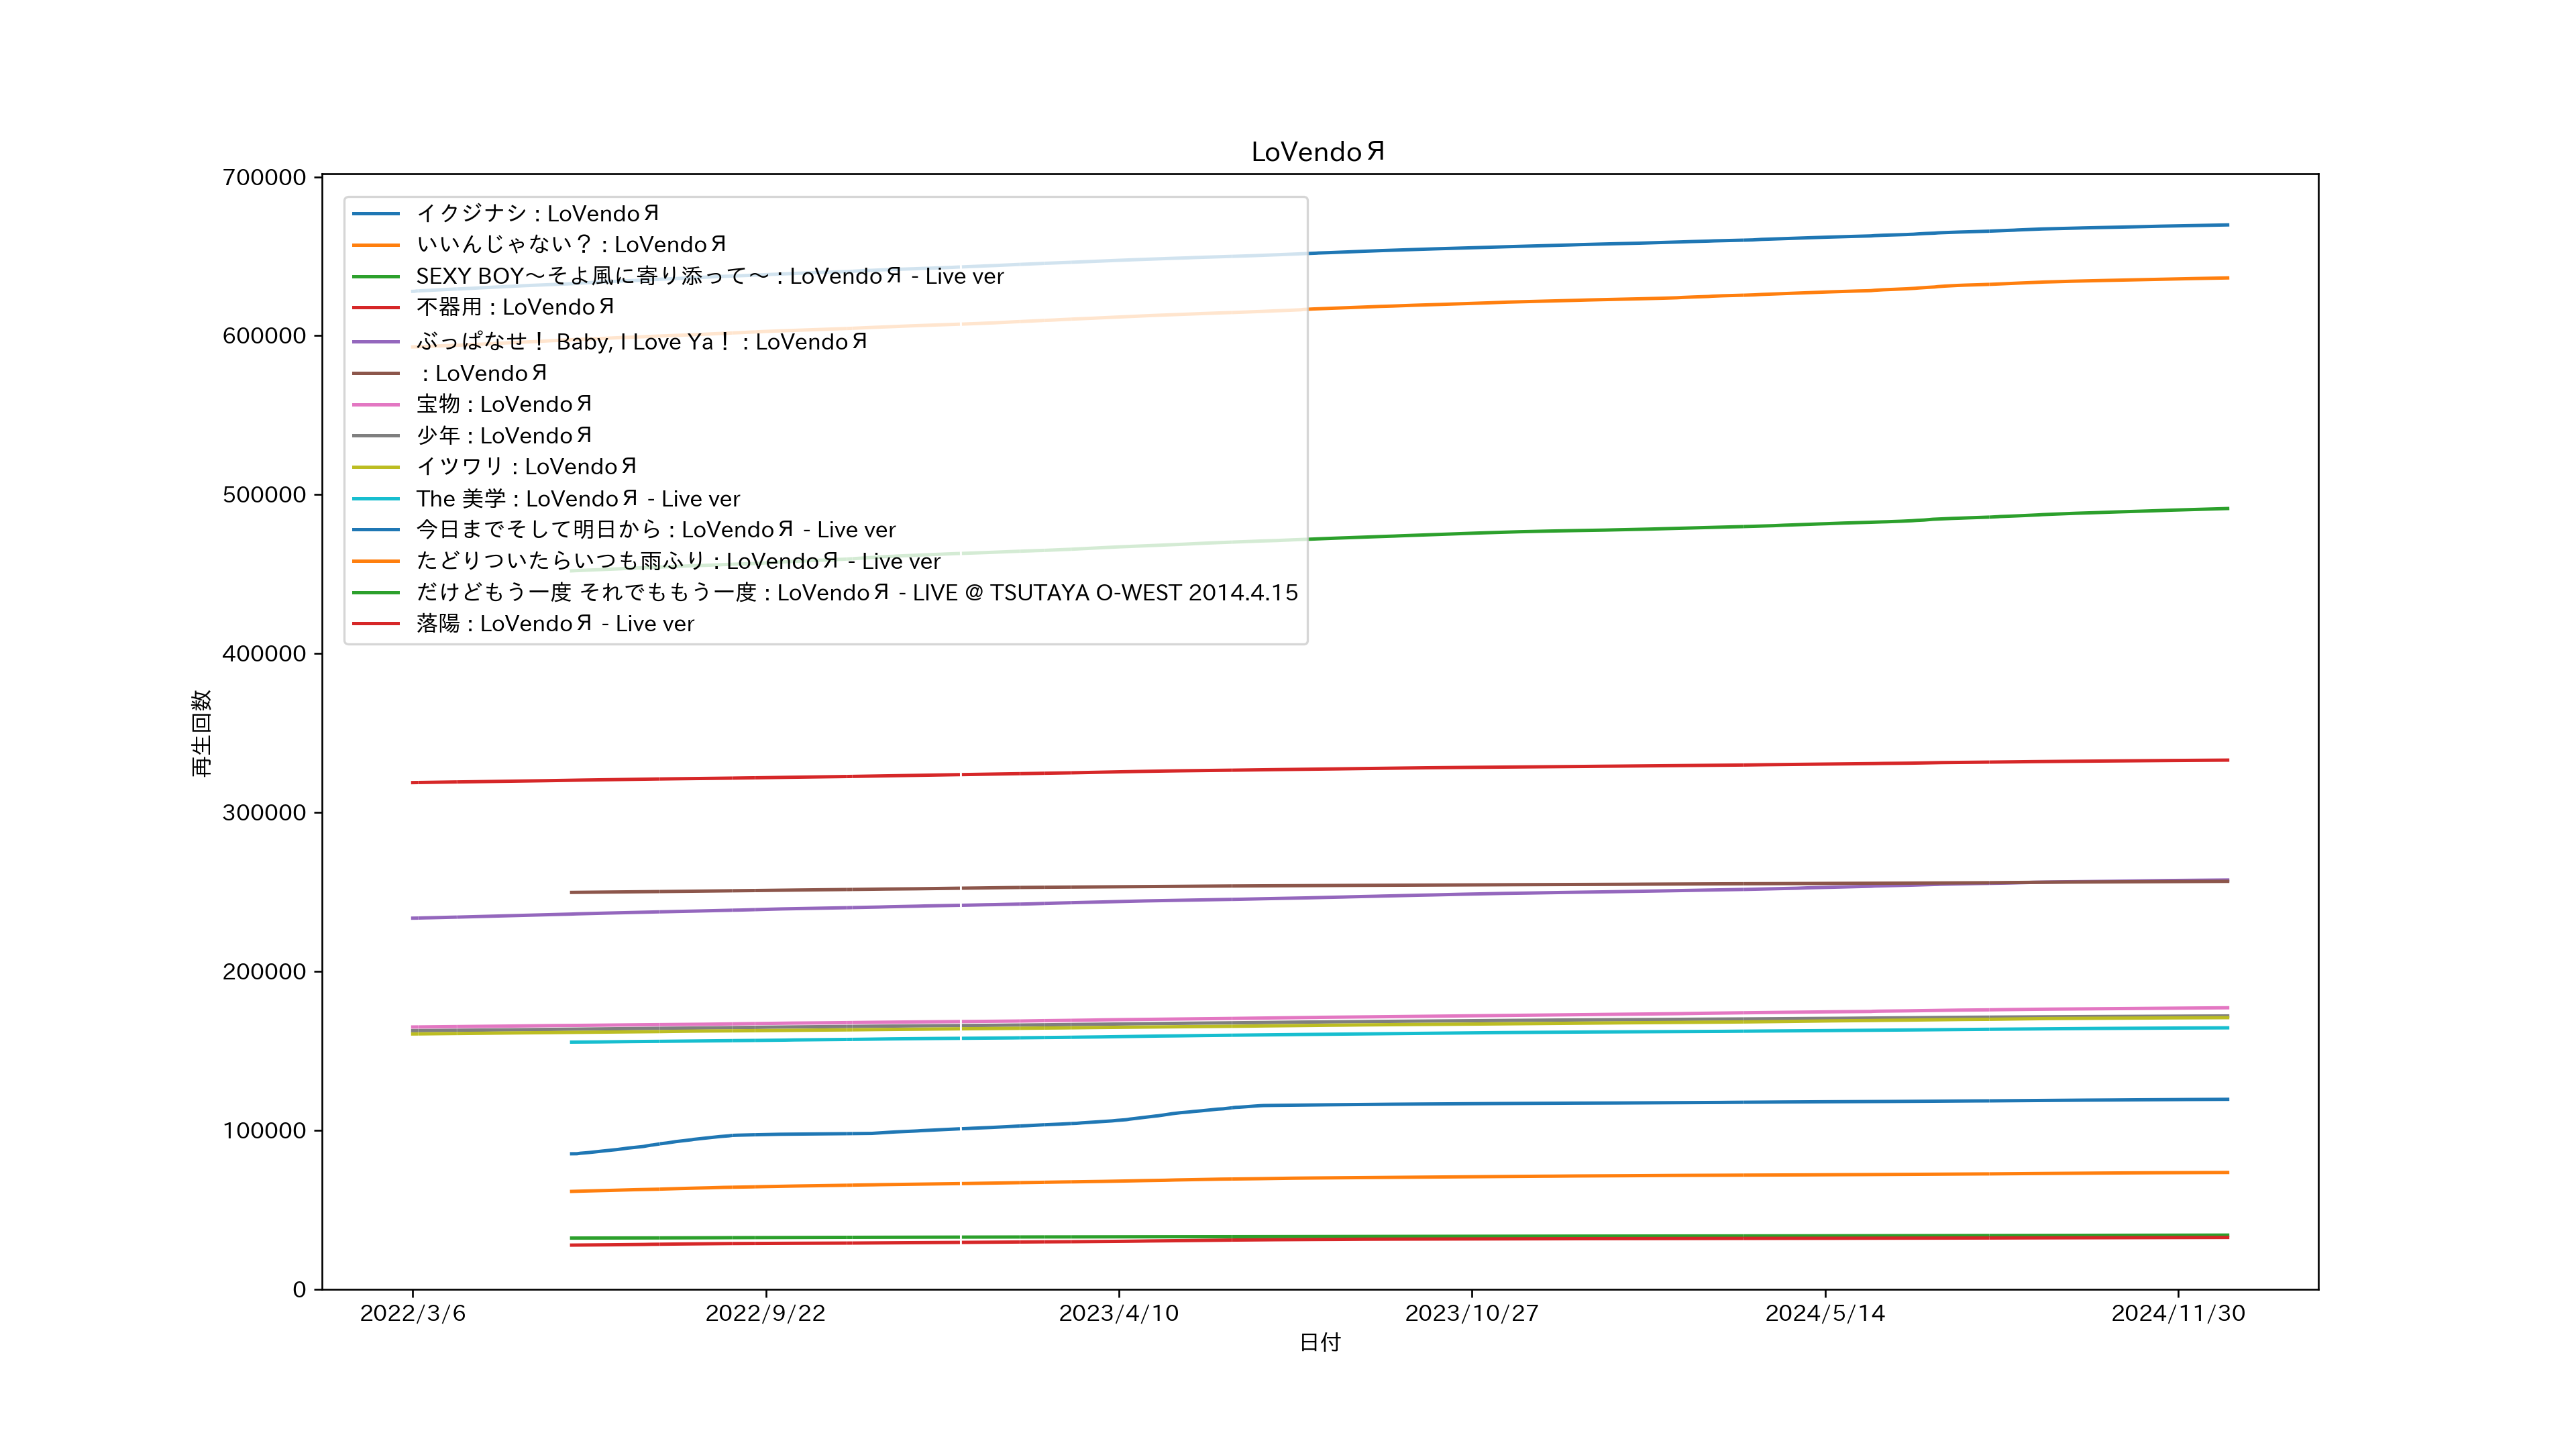 LoVendoЯ
700000
600000
500000
400000
300000
200000
100000
0
再生回数
イクジナシ : LoVendoЯ
いいんじゃない？ : LoVendoЯ
SEXY BOY〜そよ風に寄り添って〜 : LoVendoЯ - Live ver
不器用 : LoVendoЯ
ぶっぱなせ！ Baby, I Love Ya！ : LoVendoЯ
: LoVendoЯ
宝物 : LoVendoЯ
少年 : LoVendoЯ
イツワリ : LoVendoЯ
The 美学 : LoVendoЯ - Live ver
今日までそして明日から : LoVendoЯ - Live ver
たどりついたらいつも雨ふり : LoVendoЯ - Live ver
だけどもう一度 それでももう一度 : LoVendoЯ - LIVE @ TSUTAYA O-WEST 2014.4.15
落陽 : LoVendoЯ - Live ver
2022/3/6
2022/9/22
2023/4/10
2023/10/27
2024/5/14
2024/11/30
日付